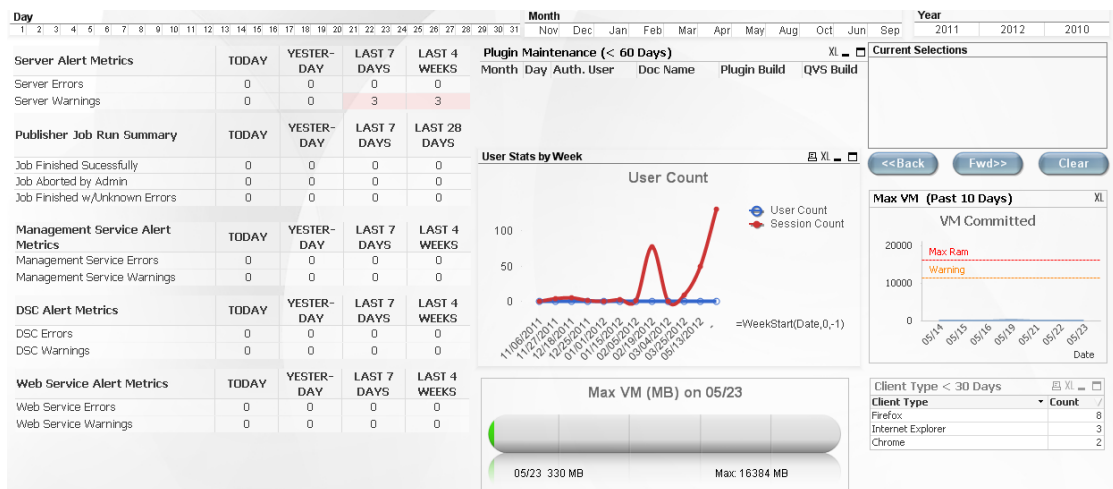 Day
1 2 3 4 5 6 7 8 9 10 11 12 13 14 15 16 17 18 19 20 21 22 23 24 25 26 27 28 29 30 31
Month
Nov Dec Jan Feb Mar Apr May Aug Oct Jun Sep
Year
2011 2012 2010
Server Alert Metrics TODAY YESTER-DAY LAST 7 DAYS LAST 4 WEEKS
Server Errors 0 0 0 0
Server Warnings 0 0 3 3
Publisher Job Run Summary TODAY YESTER-DAY LAST 7 DAYS LAST 28 DAYS
Job Finished Sucessfully 0 0 0 0
Job Aborted by Admin 0 0 0 0
Job Finished w/Unknown Errors 0 0 0 0
Management Service Alert Metrics TODAY YESTER-DAY LAST 7 DAYS LAST 4 WEEKS
Management Service Errors 0 0 0 0
Management Service Warnings 0 0 0 0
DSC Alert Metrics TODAY YESTER-DAY LAST 7 DAYS LAST 4 WEEKS
DSC Errors 0 0 0 0
DSC Warnings 0 0 0 0
Web Service Alert Metrics TODAY YESTER-DAY LAST 7 DAYS LAST 4 WEEKS
Web Service Errors 0 0 0 0
Web Service Warnings 0 0 0 0
Plugin Maintenance (< 60 Days) XL
Month Day Auth. User Doc Name Plugin Build QVS Build
User Stats by Week XL
User Count
User Count
Session Count
100
50
0
11/06/2011 11/27/2011 12/18/2011 12/25/2011 01/01/2012 01/15/2012 02/05/2012 02/19/2012 03/04/2012 03/25/2012 05/13/2012 -
=WeekStart(Date,0,-1)
Max VM (MB) on 05/23
05/23 330 MB Max: 16384 MB
Current Selections
<<Back Fwd>> Clear
Max VM (Past 10 Days) XL
VM Committed
20000
Max Ram
Warning
10000
0
05/14 05/15 05/16 05/19 05/21 05/22 05/23
Date
Client Type < 30 Days XL
Client Type Count
Firefox 8
Internet Explorer 3
Chrome 2